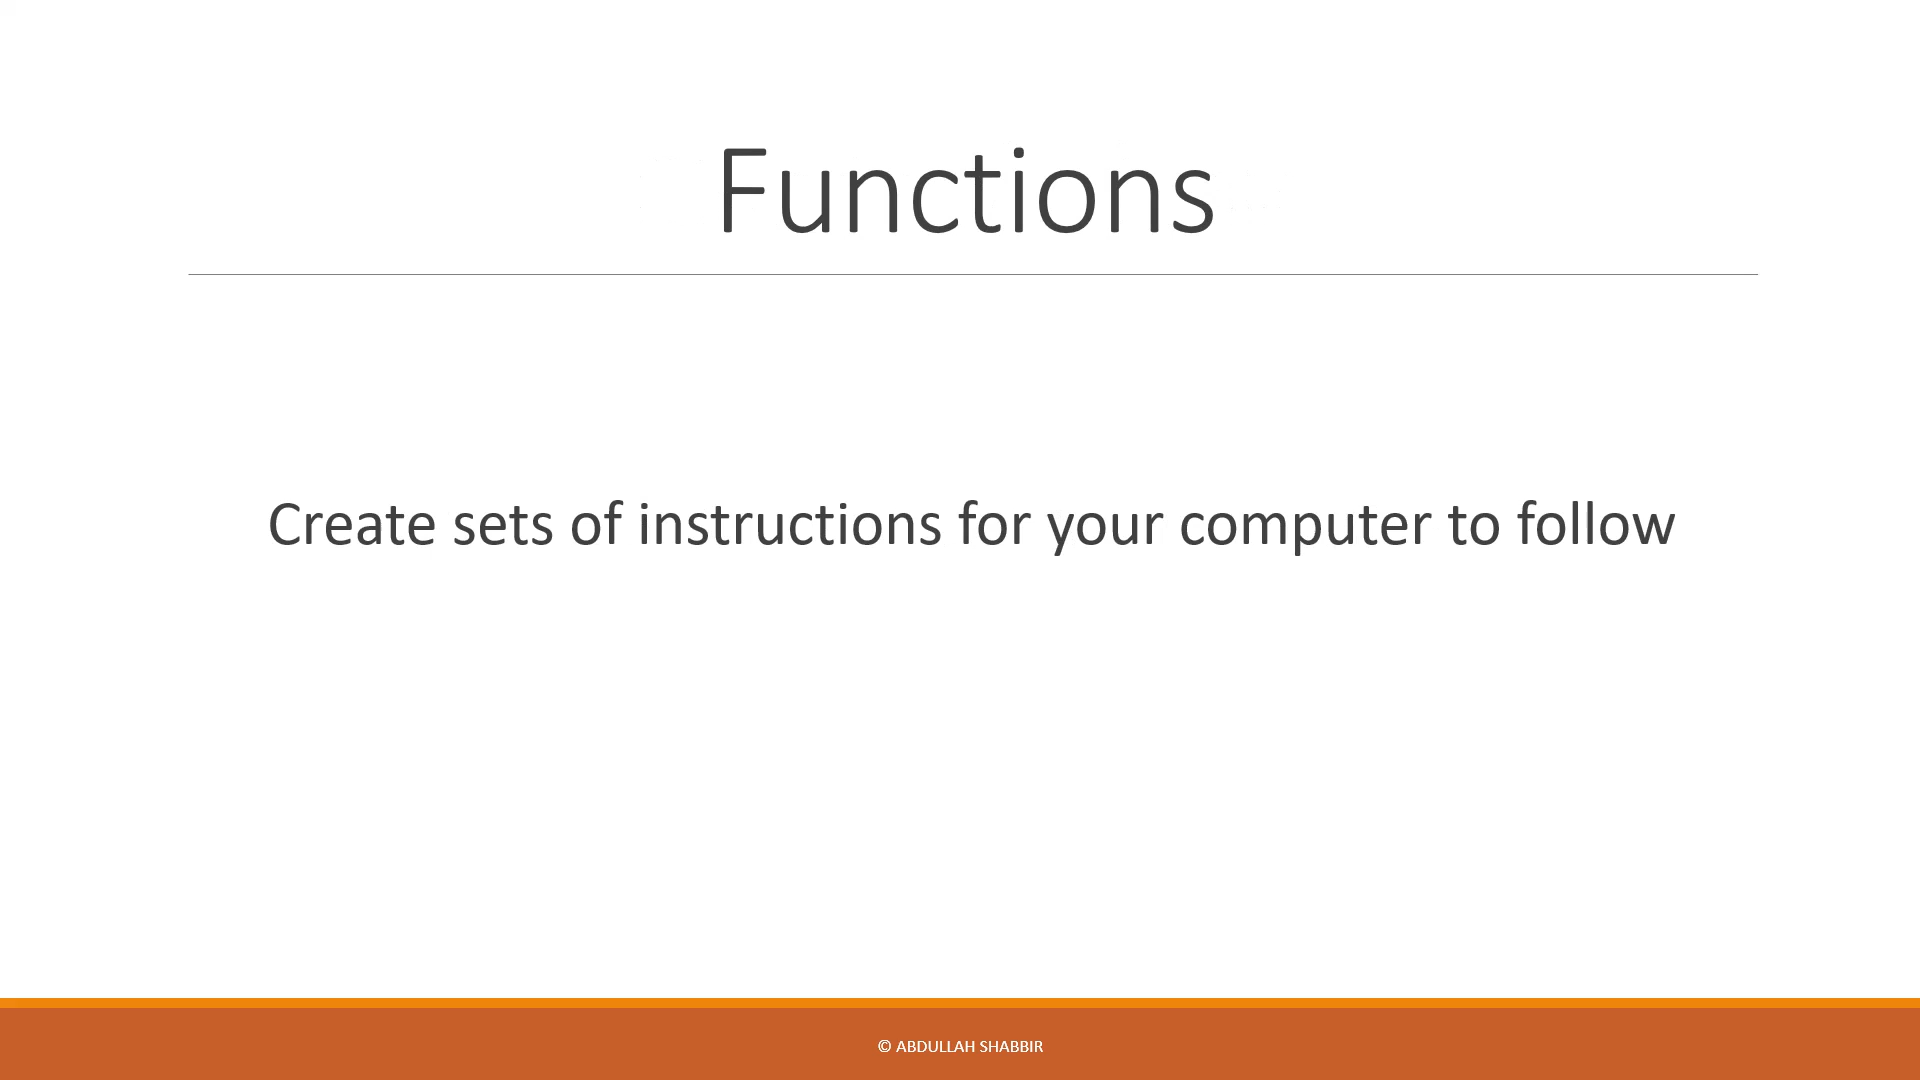 Functions
Create sets of instructions for your computer to follow
© ABDULLAH SHABBIR